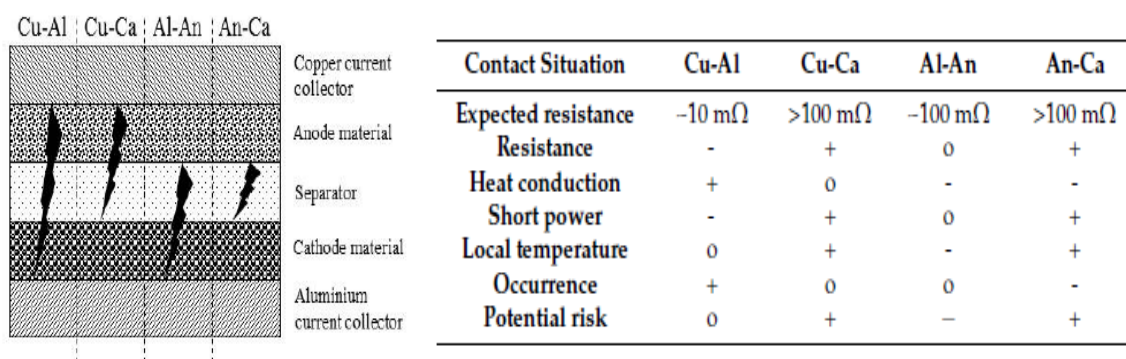 Cu-Al Cu-Ca Al-An An-Ca
Copper current
collector
Anode material
Separator
Cathode material
Aluminium
current collector
Contact Situation Cu-Al Cu-Ca Al-An An-Ca
Expected resistance ~10 mΩ >100 mΩ ~100 mΩ >100 mΩ
Resistance - + o +
Heat conduction + o - -
Short power - + o +
Local temperature o + - +
Occurrence + o o -
Potential risk o + – +